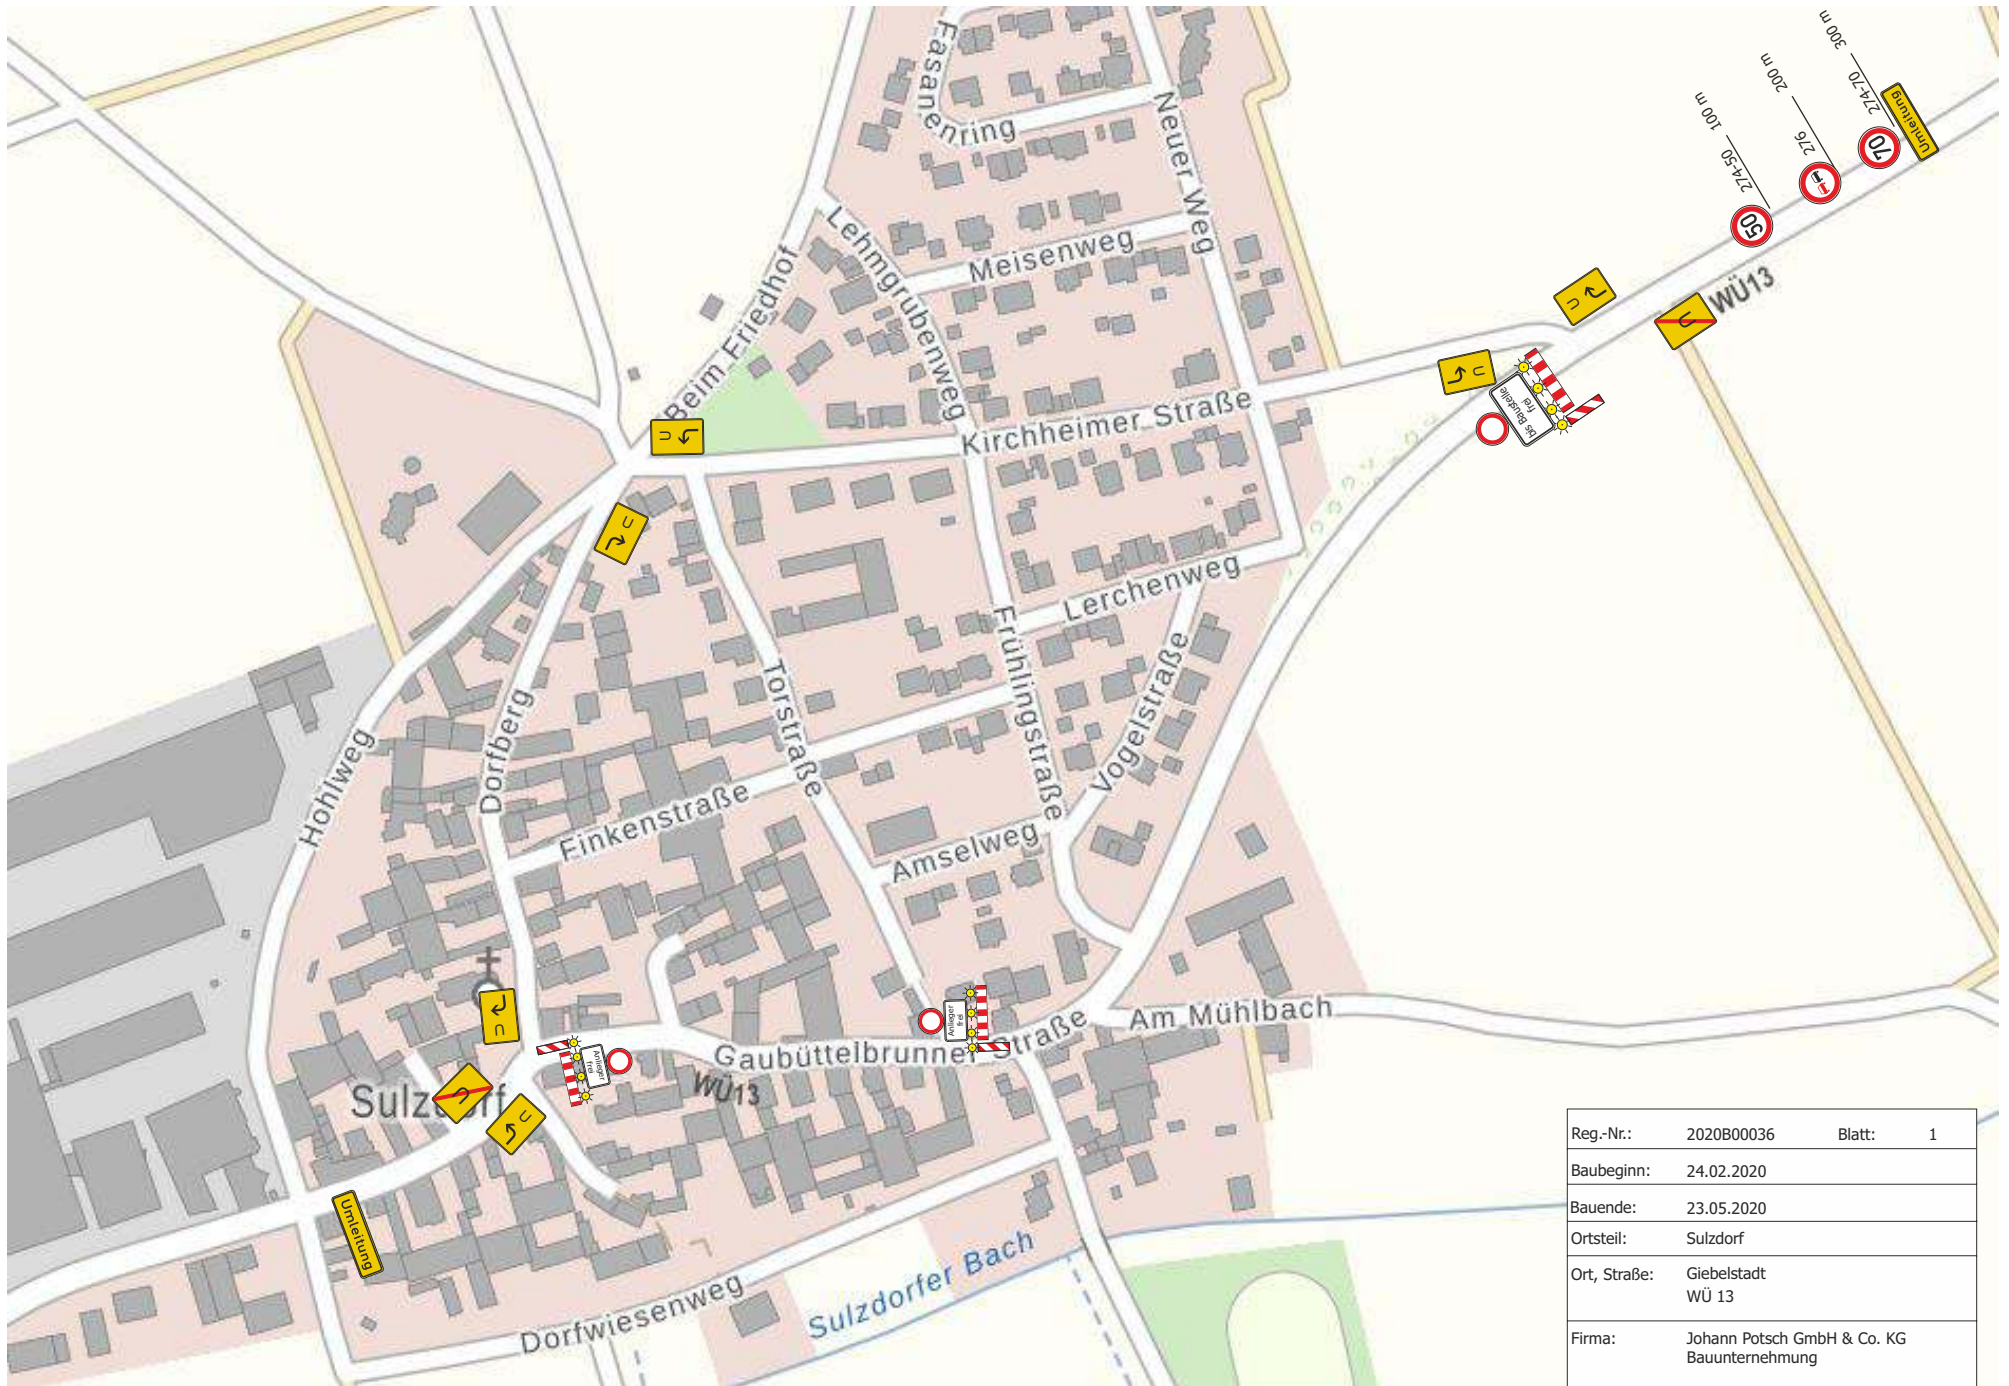 Fasanenring
Neuer Weg
300 m
200 m
100 m
274-70
276
274-50
Umleitung
70
50
Lehmgrubenweg
Meisenweg
Beim Friedhof
WÜ13
U
U
U
U
U
bis Baustelle
frei
Kirchheimer Straße
U
Lerchenweg
Frühlingstraße
Vogelstraße
Torstraße
Dorfberg
Hohlweg
Finkenstraße
Amselweg
U
Anlieger
frei
Am Mühlbach
Gaubüttelbrunner Straße
Anlieger
frei
WÜ13
Sulzdorf
U
U
Umleitung
Sulzdorfer Bach
Dorfwiesenweg
Reg.-Nr.: 2020B00036 Blatt: 1
Baubeginn: 24.02.2020
Bauende: 23.05.2020
Ortsteil: Sulzdorf
Ort, Straße: Giebelstadt
WÜ 13
Firma: Johann Potsch GmbH & Co. KG
Bauunternehmung